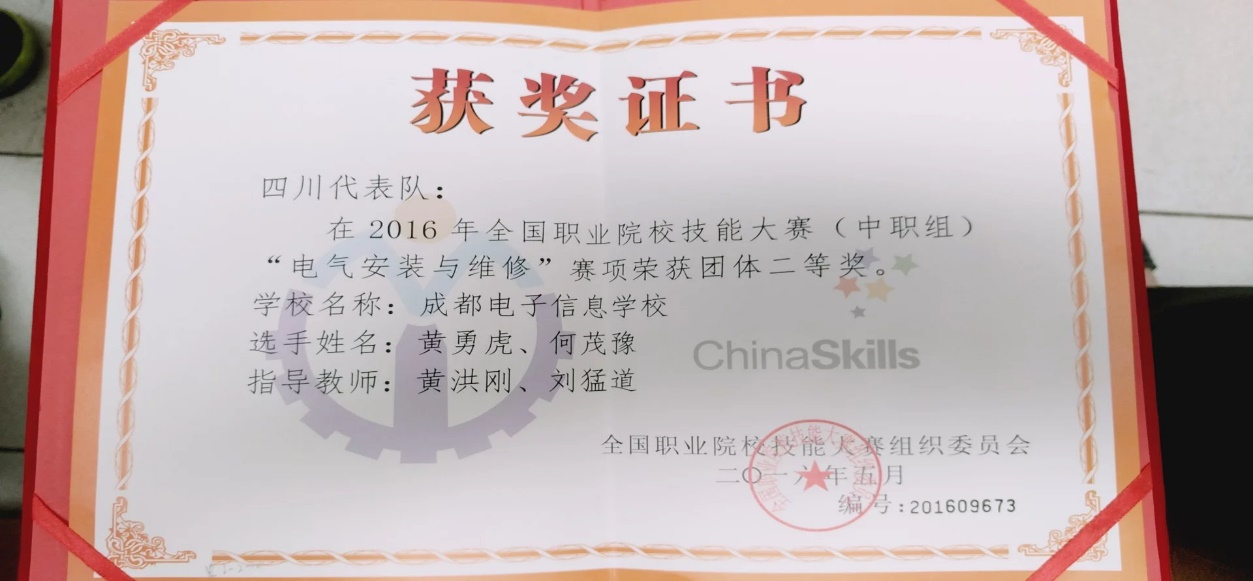 获奖证书
四川代表队：
在 2016 年全国职业院校技能大赛（中职组）
“电气安装与维修”赛项荣获团体二等奖。
学校名称：成都电子信息学校
选手姓名：黄勇虎、何茂豫
指导教师：黄洪刚、刘猛道
ChinaSkills
全国职业院校技能大赛组织委员会
二〇一六年五月
编号:201609673